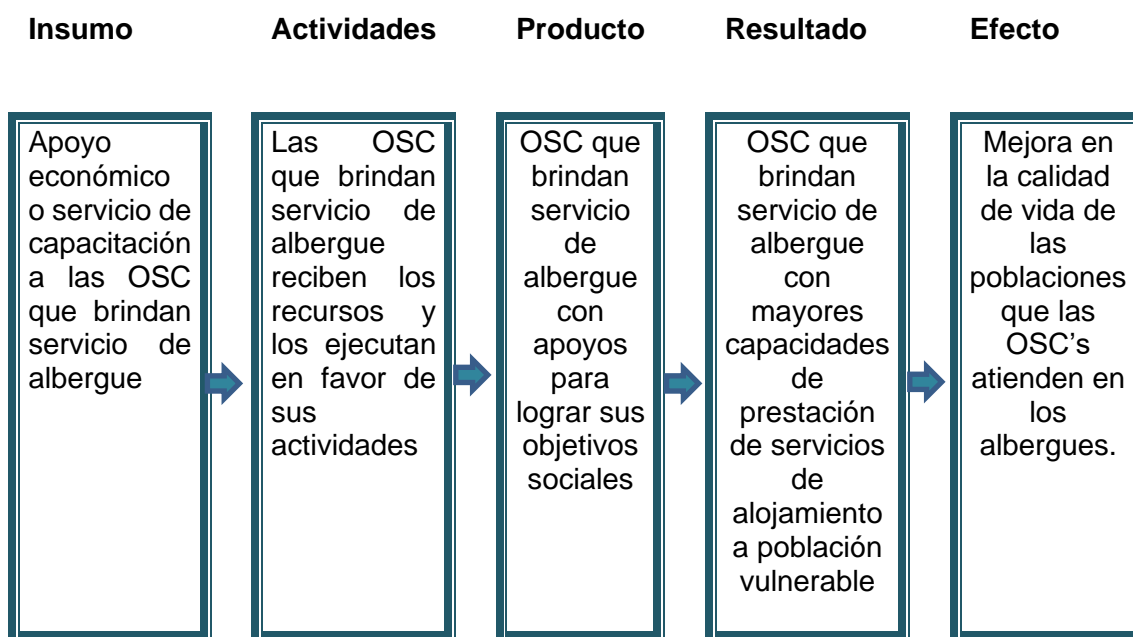 Insumo
Actividades
Producto
Resultado
Efecto
Apoyo
económico
o servicio de
capacitación
a las OSC
que brindan
servicio de
albergue
Las OSC
que brindan
servicio de
albergue
reciben los
recursos y
los ejecutan
en favor de
sus
actividades
OSC que
brindan
servicio
de
albergue
con
apoyos
para
lograr sus
objetivos
sociales
OSC que
brindan
servicio de
albergue
con
mayores
capacidades
de
prestación
de servicios
de
alojamiento
a población
vulnerable
Mejora en
la calidad
de vida de
las
poblaciones
que las
OSC’s
atienden en
los
albergues.